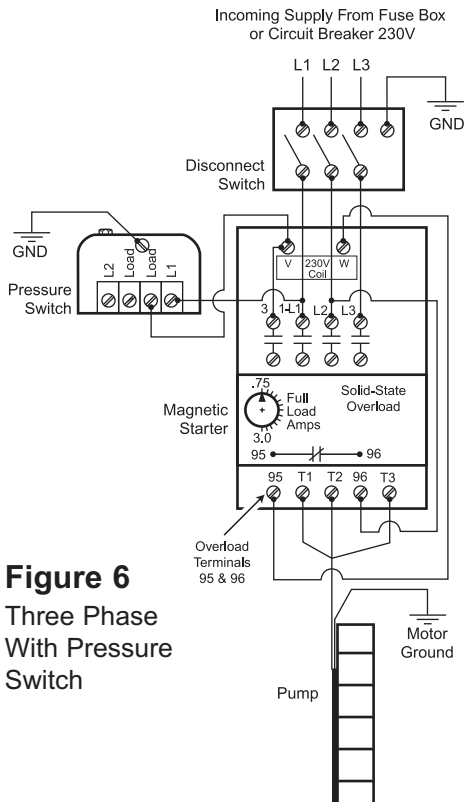 Incoming Supply From Fuse Box
or Circuit Breaker 230V
L1 L2 L3
GND
Disconnect
Switch
GND
L2 Load Load L1
Pressure
Switch
V 230V W
Coil
3 1-L1 L2 L3
Magnetic
Starter
.75
Full
Load
Amps
3.0
Solid-State
Overload
95 96
95 T1 T2 96 T3
Overload
Terminals
95 & 96
Figure 6
Three Phase
With Pressure
Switch
Motor
Ground
Pump